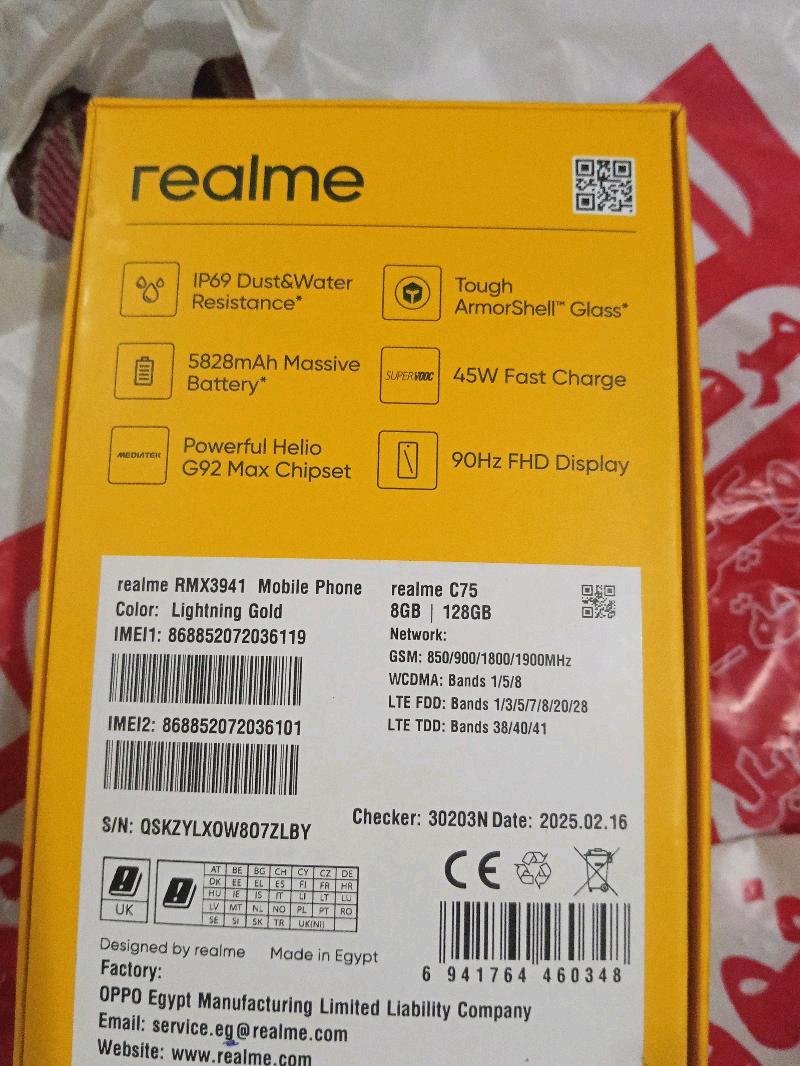 realme
IP69 Dust&Water
Resistance*
Tough
ArmorShell™ Glass*
5828mAh Massive
Battery*
SUPERVOOC
45W Fast Charge
MEDIATEK
Powerful Helio
G92 Max Chipset
90Hz FHD Display
realme RMX3941 Mobile Phone
Color: Lightning Gold
IMEI1: 868852072036119
IMEI2: 868852072036101
S/N: QSKZYLXOW8O7ZLBY
realme C75
8GB | 128GB
Network:
GSM: 850/900/1800/1900MHz
WCDMA: Bands 1/5/8
LTE FDD: Bands 1/3/5/7/8/20/28
LTE TDD: Bands 38/40/41
Checker: 30203N Date: 2025.02.16
UK
AT BE BG CH CY CZ DE
DK EE EL ES FI FR HR
HU IE IS IT LI LT LU
LV MT NL NO PL PT RO
SE SI SK TR UK(NI)
CE
6 941764 460348
Designed by realme Made in Egypt
Factory:
OPPO Egypt Manufacturing Limited Liability Company
Email: service.eg@realme.com
Website: www.realme.com